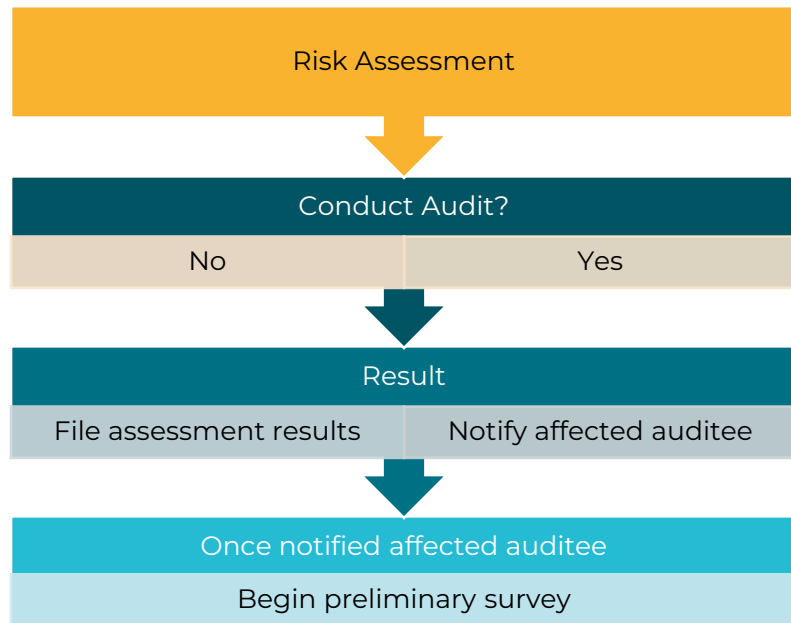 Risk Assessment
Conduct Audit?
No
Yes
Result
File assessment results
Notify affected auditee
Once notified affected auditee
Begin preliminary survey